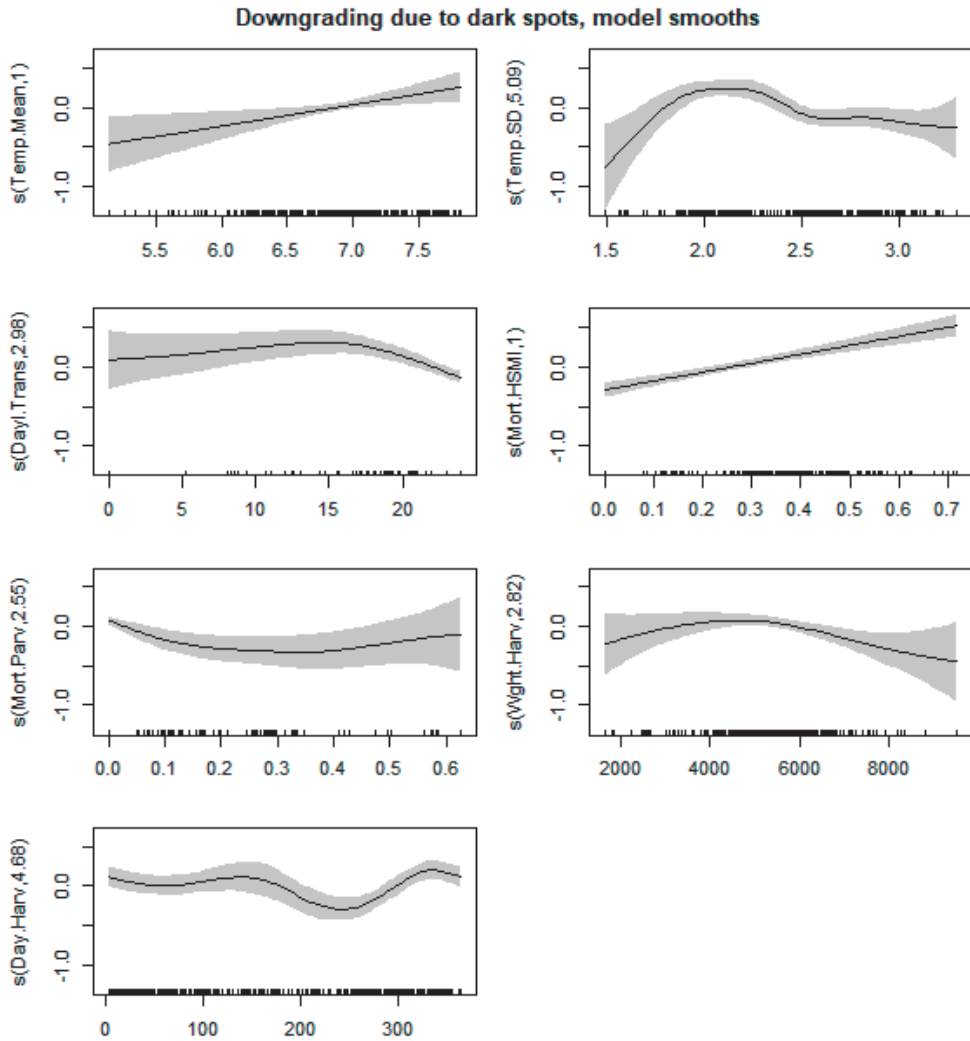 Downgrading due to dark spots, model smooths
s(Temp.Mean,1)
0.0
-1.0
5.5 6.0 6.5 7.0 7.5
s(Temp.SD,5.09)
0.0
-1.0
1.5 2.0 2.5 3.0
s(Dayl.Trans,2.98)
0.0
-1.0
0 5 10 15 20
s(Mort.HSMI,1)
0.0
-1.0
0.0 0.1 0.2 0.3 0.4 0.5 0.6 0.7
s(Mort.Parv,2.55)
0.0
-1.0
0.0 0.1 0.2 0.3 0.4 0.5 0.6
s(Wght.Harv,2.82)
0.0
-1.0
2000 4000 6000 8000
s(Day.Harv,4.68)
0.0
-1.0
0 100 200 300